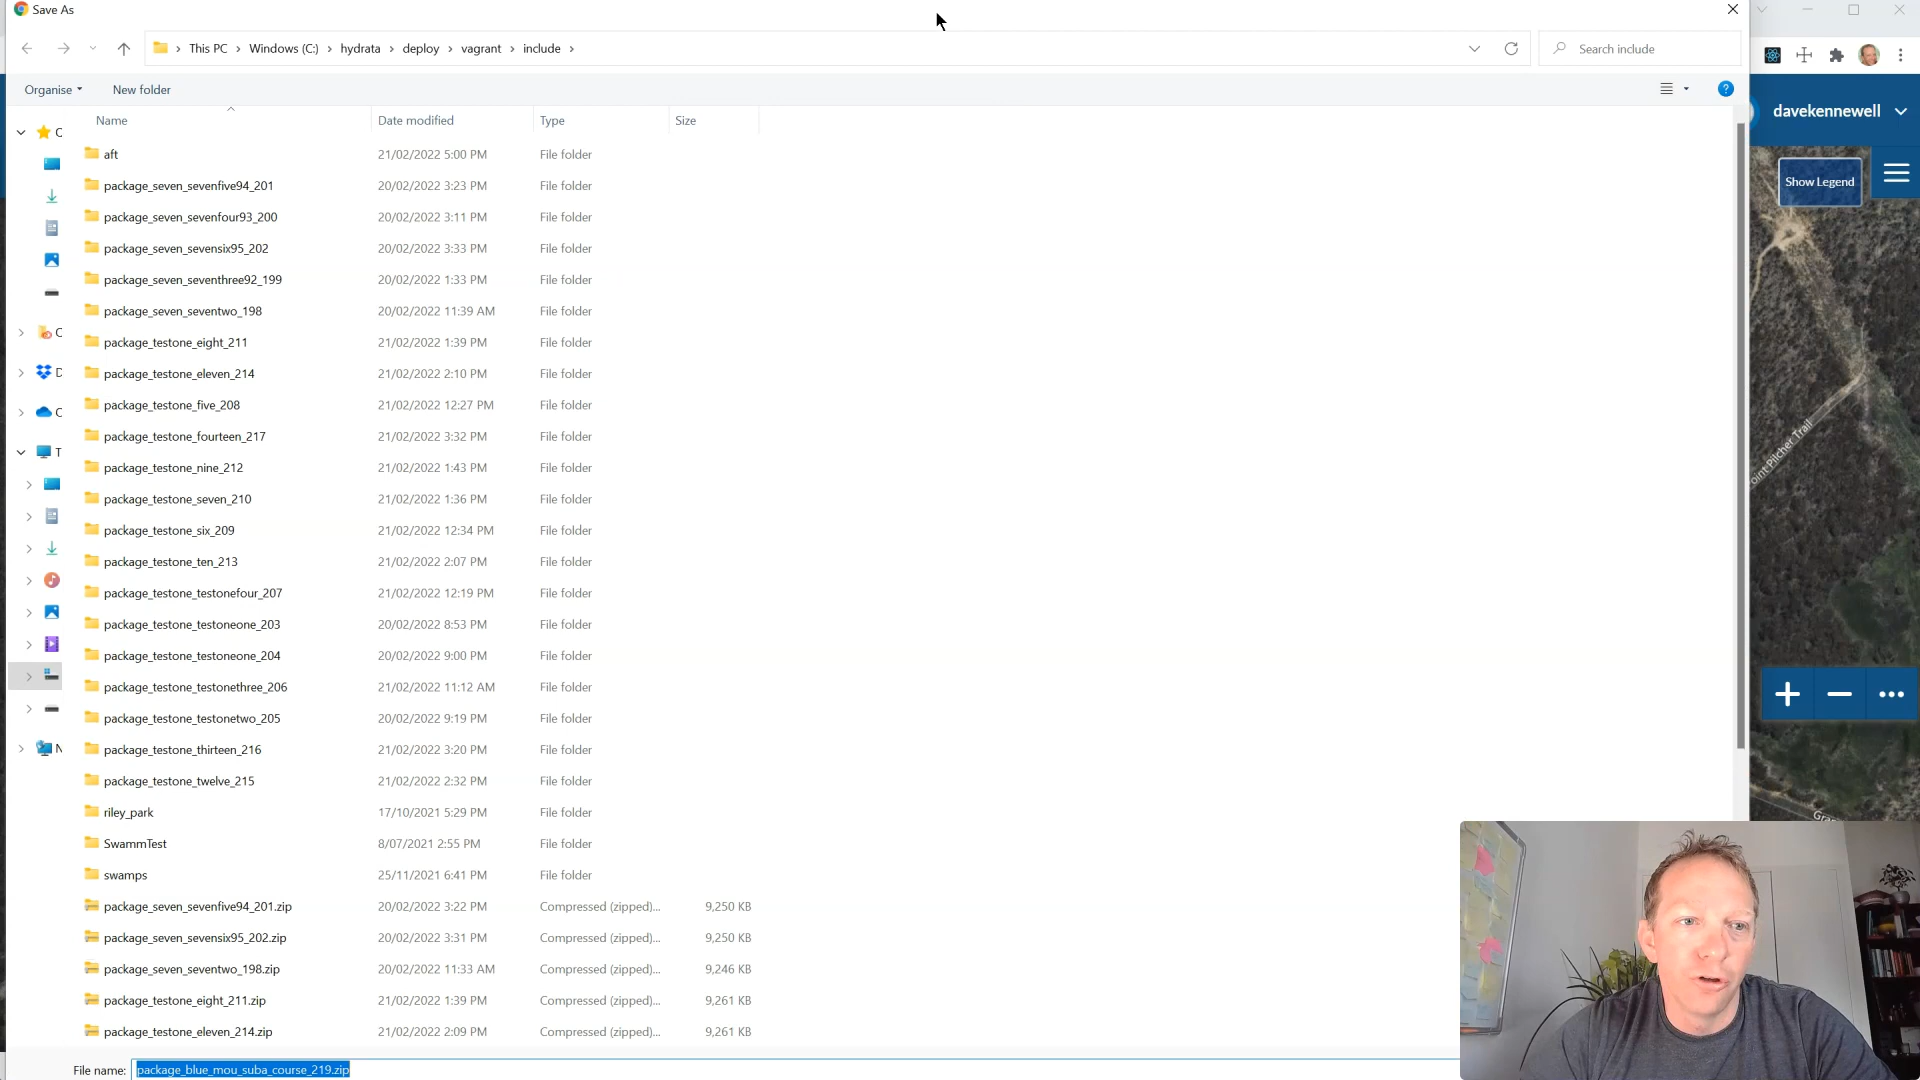 Save As
This PC > Windows (C:) > hydrata > deploy > vagrant > include >
Search include
Organise
New folder
Name Date modified Type Size
davekennewell
Show Legend
aft 21/02/2022 5:00 PM File folder
package_seven_sevenfive94_201 20/02/2022 3:23 PM File folder
package_seven_sevenfour93_200 20/02/2022 3:11 PM File folder
package_seven_sevensix95_202 20/02/2022 3:33 PM File folder
package_seven_seventhree92_199 20/02/2022 1:33 PM File folder
package_seven_seventwo_198 20/02/2022 11:39 AM File folder
package_testone_eight_211 21/02/2022 1:39 PM File folder
package_testone_eleven_214 21/02/2022 2:10 PM File folder
package_testone_five_208 21/02/2022 12:27 PM File folder
package_testone_fourteen_217 21/02/2022 3:32 PM File folder
package_testone_nine_212 21/02/2022 1:43 PM File folder
package_testone_seven_210 21/02/2022 1:36 PM File folder
package_testone_six_209 21/02/2022 12:34 PM File folder
package_testone_ten_213 21/02/2022 2:07 PM File folder
package_testone_testonefour_207 21/02/2022 12:19 PM File folder
package_testone_testoneone_203 20/02/2022 8:53 PM File folder
package_testone_testoneone_204 20/02/2022 9:00 PM File folder
package_testone_testonethree_206 21/02/2022 11:12 AM File folder
package_testone_testonetwo_205 20/02/2022 9:19 PM File folder
package_testone_thirteen_216 21/02/2022 3:20 PM File folder
package_testone_twelve_215 21/02/2022 2:32 PM File folder
riley_park 17/10/2021 5:29 PM File folder
SwammTest 8/07/2021 2:55 PM File folder
swamps 25/11/2021 6:41 PM File folder
package_seven_sevenfive94_201.zip 20/02/2022 3:22 PM Compressed (zipped)... 9,250 KB
package_seven_sevensix95_202.zip 20/02/2022 3:31 PM Compressed (zipped)... 9,250 KB
package_seven_seventwo_198.zip 20/02/2022 11:33 AM Compressed (zipped)... 9,246 KB
package_testone_eight_211.zip 21/02/2022 1:39 PM Compressed (zipped)... 9,261 KB
package_testone_eleven_214.zip 21/02/2022 2:09 PM Compressed (zipped)... 9,261 KB
File name: package_blue_mou_suba_course_219.zip
oint Pilcher Trail